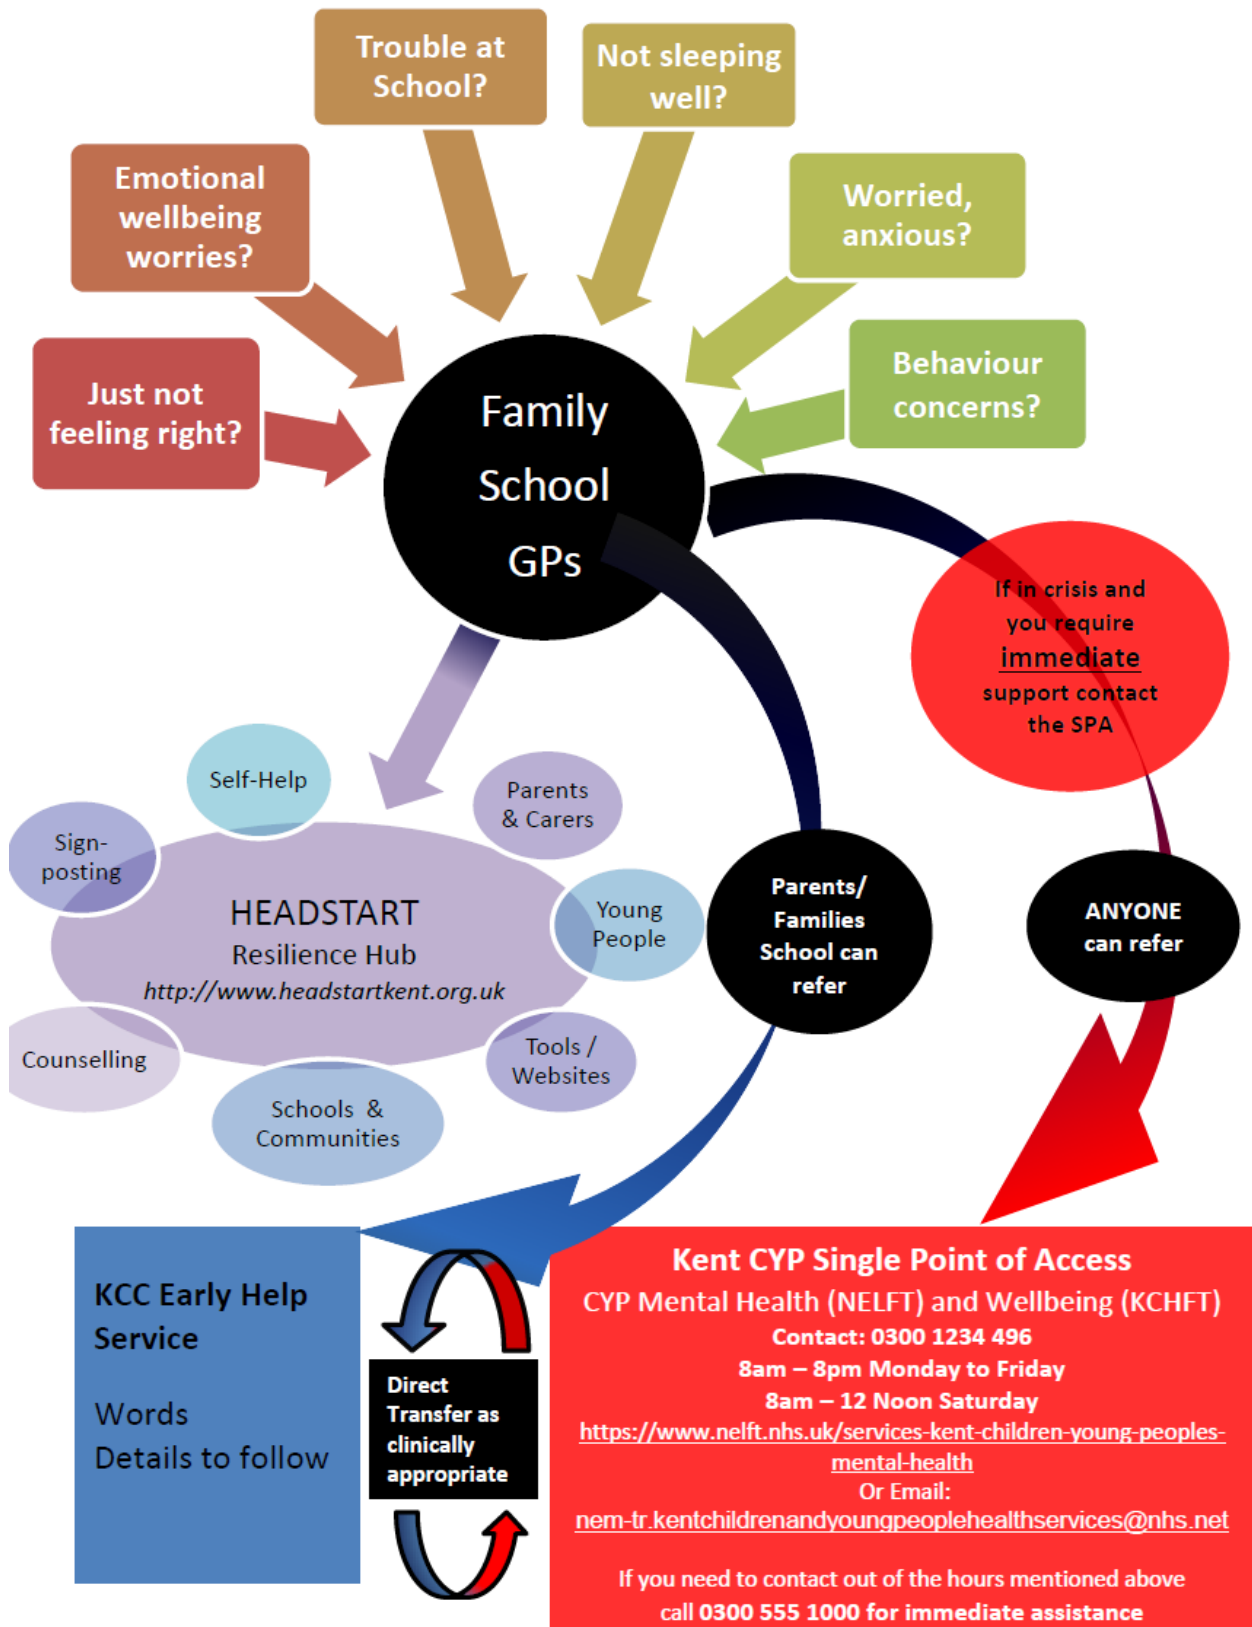 Trouble at
School?
Not sleeping
well?
Emotional
wellbeing
worries?
Worried,
anxious?
Just not
feeling right?
Behaviour
concerns?
Family
School
GPs
If in crisis and
you require
immediate
support contact
the SPA
Self-Help
Parents
& Carers
Sign-
posting
HEADSTART
Resilience Hub
http://www.headstartkent.org.uk
Young
People
Counselling
Tools /
Websites
Schools &
Communities
Parents/
Families
School can
refer
ANYONE
can refer
KCC Early Help
Service
Words
Details to follow
Direct
Transfer as
clinically
appropriate
Kent CYP Single Point of Access
CYP Mental Health (NELFT) and Wellbeing (KCHFT)
Contact: 0300 1234 496
8am – 8pm Monday to Friday
8am – 12 Noon Saturday
https://www.nelft.nhs.uk/services-kent-children-young-peoples-
mental-health
Or Email:
nem-tr.kentchildrenandyoungpeoplehealthservices@nhs.net
If you need to contact out of the hours mentioned above
call 0300 555 1000 for immediate assistance